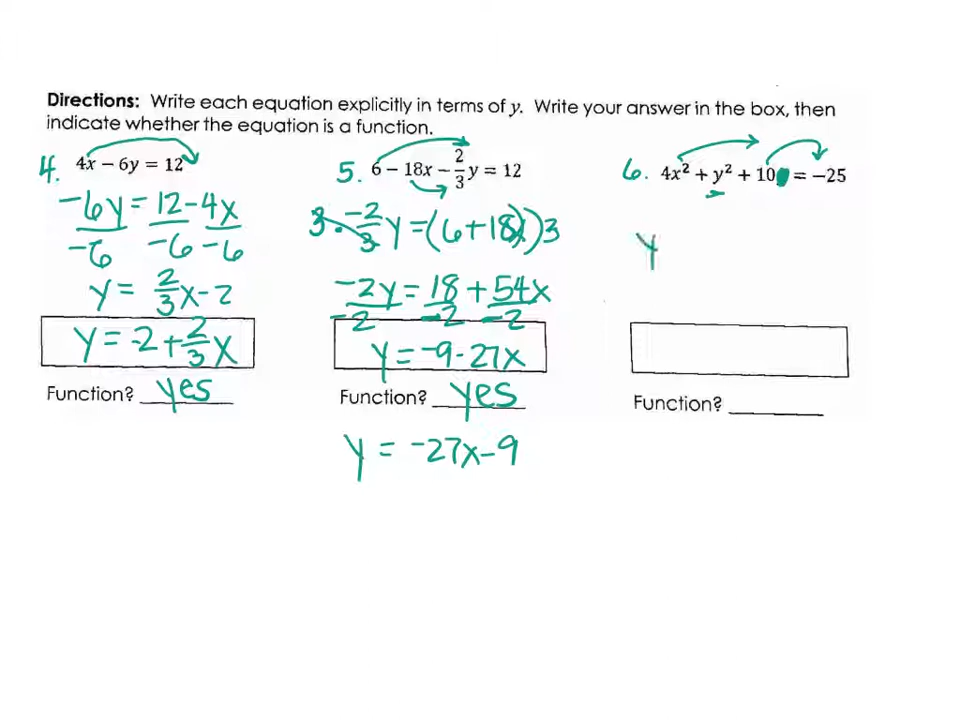 Directions: Write each equation explicitly in terms of y. Write your answer in the box, then
indicate whether the equation is a function.
4. 4x − 6y = 12
-6y = 12 - 4x
-6 -6 -6
y = 2/3 x - 2
y = -2 + 2/3 x
Function? yes
5. 6 − 18x − 2/3 y = 12
3 · -2/3 y = (6 + 18x) 3
-2y = 18 + 54x
-2 -2 -2
y = -9 - 27x
Function? yes
y = -27x - 9
6. 4x² + y² + 10 = −25
y
Function?